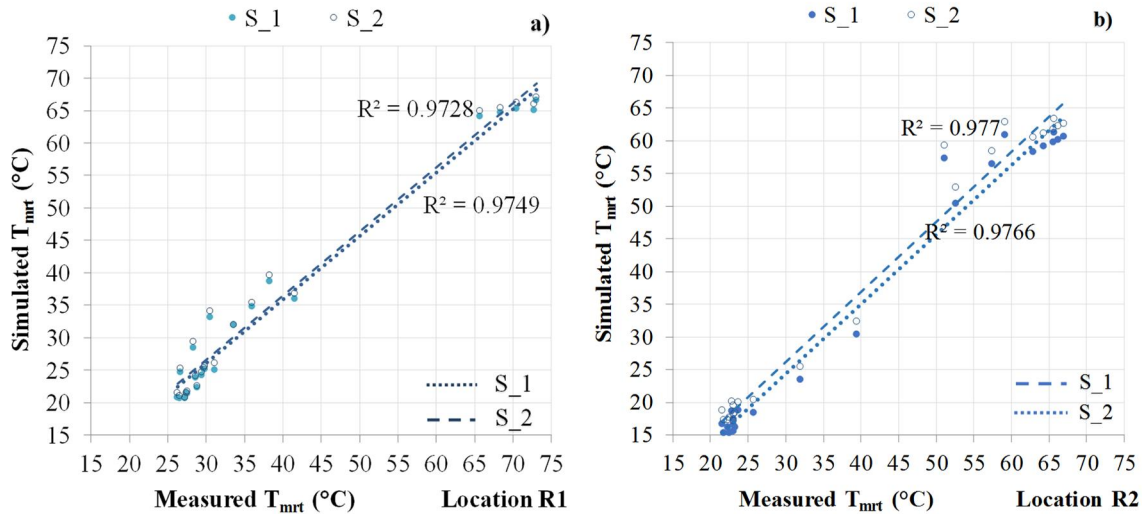 S_1 S_2
a)
75
70
65
60
55
50
45
40
35
30
25
20
15
Simulated Tmrt (°C)
R² = 0.9728
R² = 0.9749
S_1
S_2
15 20 25 30 35 40 45 50 55 60 65 70 75
Measured Tmrt (°C) Location R1
S_1 S_2
b)
75
70
65
60
55
50
45
40
35
30
25
20
15
Simulated Tmrt (°C)
R² = 0.977
R² = 0.9766
S_1
S_2
15 20 25 30 35 40 45 50 55 60 65 70 75
Measured Tmrt (°C) Location R2